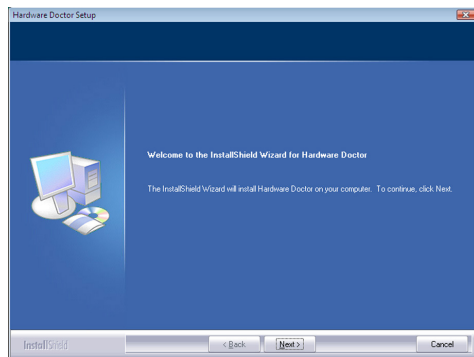 Hardware Doctor Setup
Welcome to the InstallShield Wizard for Hardware Doctor
The InstallShield Wizard will install Hardware Doctor on your computer. To continue, click Next.
InstallShield
< Back
Next >
Cancel